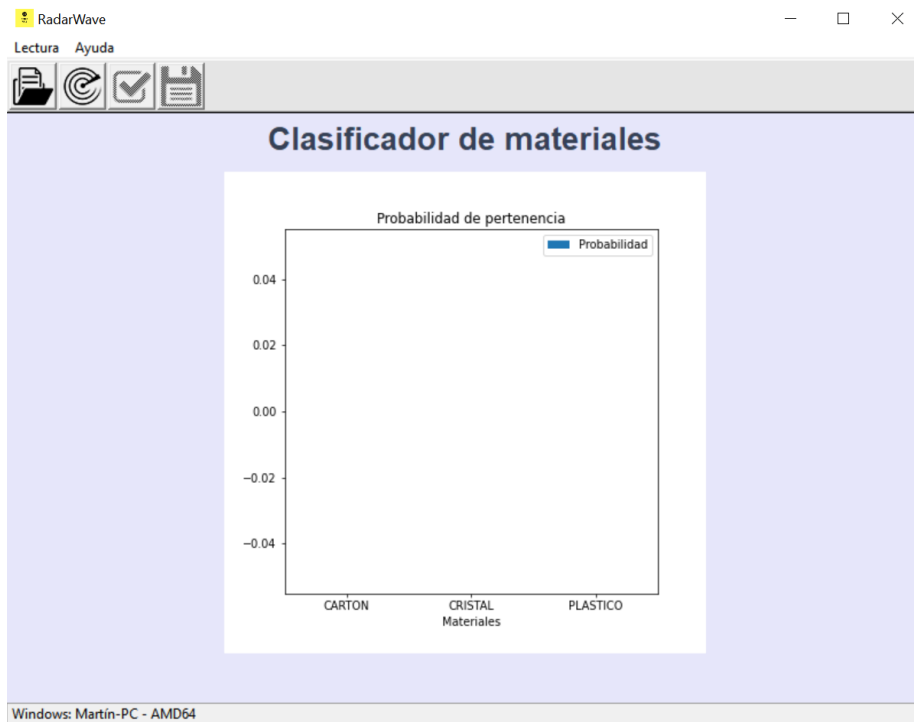 RadarWave
Lectura Ayuda
Clasificador de materiales
Probabilidad de pertenencia
Probabilidad
0.04
0.02
0.00
−0.02
−0.04
CARTON CRISTAL PLASTICO
Materiales
Windows: Martín-PC - AMD64